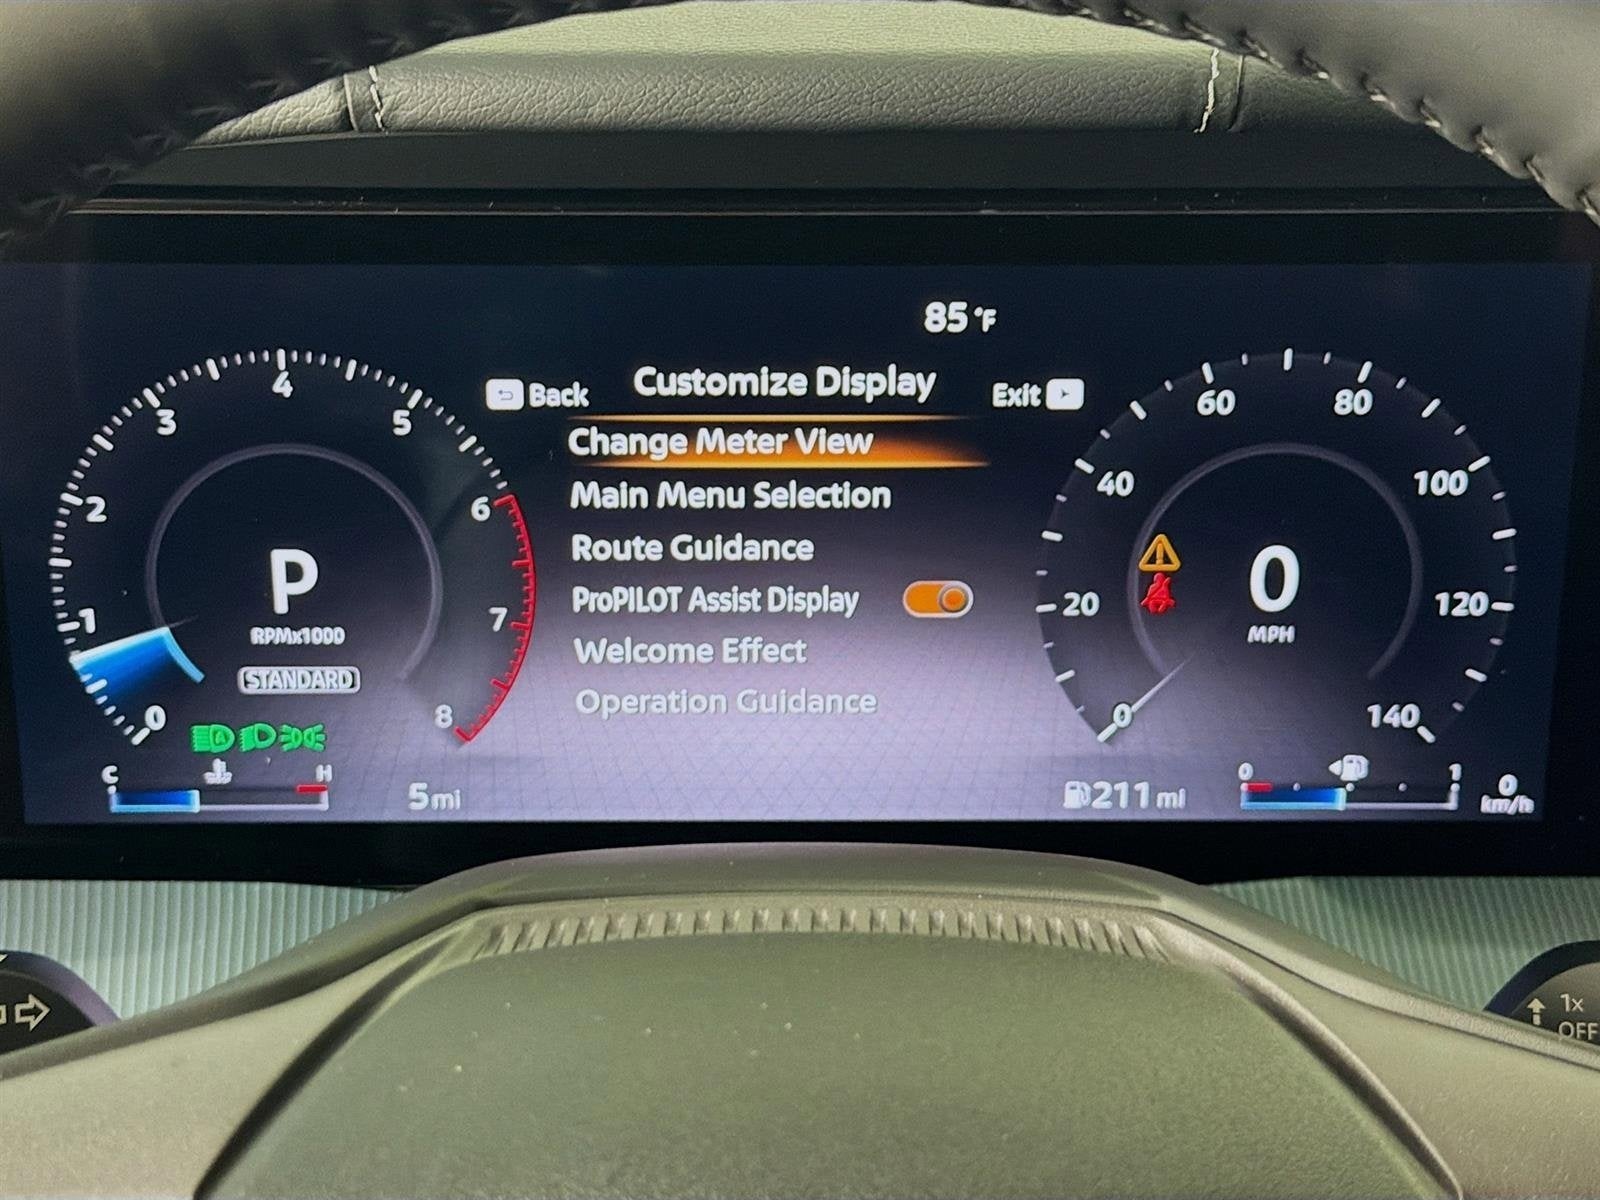 85 °F
Back
Customize Display
Exit
Change Meter View
Main Menu Selection
Route Guidance
ProPILOT Assist Display
Welcome Effect
Operation Guidance
0
1
2
3
4
5
6
7
8
P
RPMx1000
STANDARD
A
C
H
5 mi
0
20
40
60
80
100
120
140
0
MPH
211 mi
0
1
0
km/h
1x
OFF